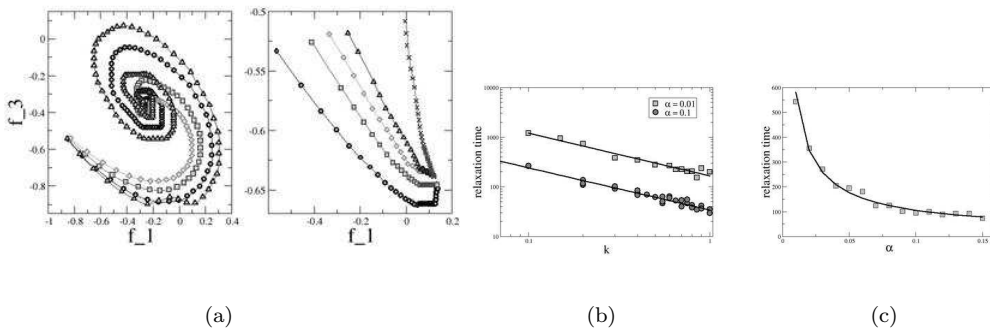 0
-0.2
-0.4
-0.6
-0.8
f_3
-1 -0.8 -0.6 -0.4 -0.2 0 0.2 0.4
f_1
-0.5
-0.55
-0.6
-0.65
-0.4 -0.2 0 0.2
f_1
(a)
10000
1000
100
10
relaxation time
α = 0.01
α = 0.1
0.1 1
k
(b)
600
500
400
300
200
100
0
relaxation time
0 0.05 0.1 0.15
α
(c)